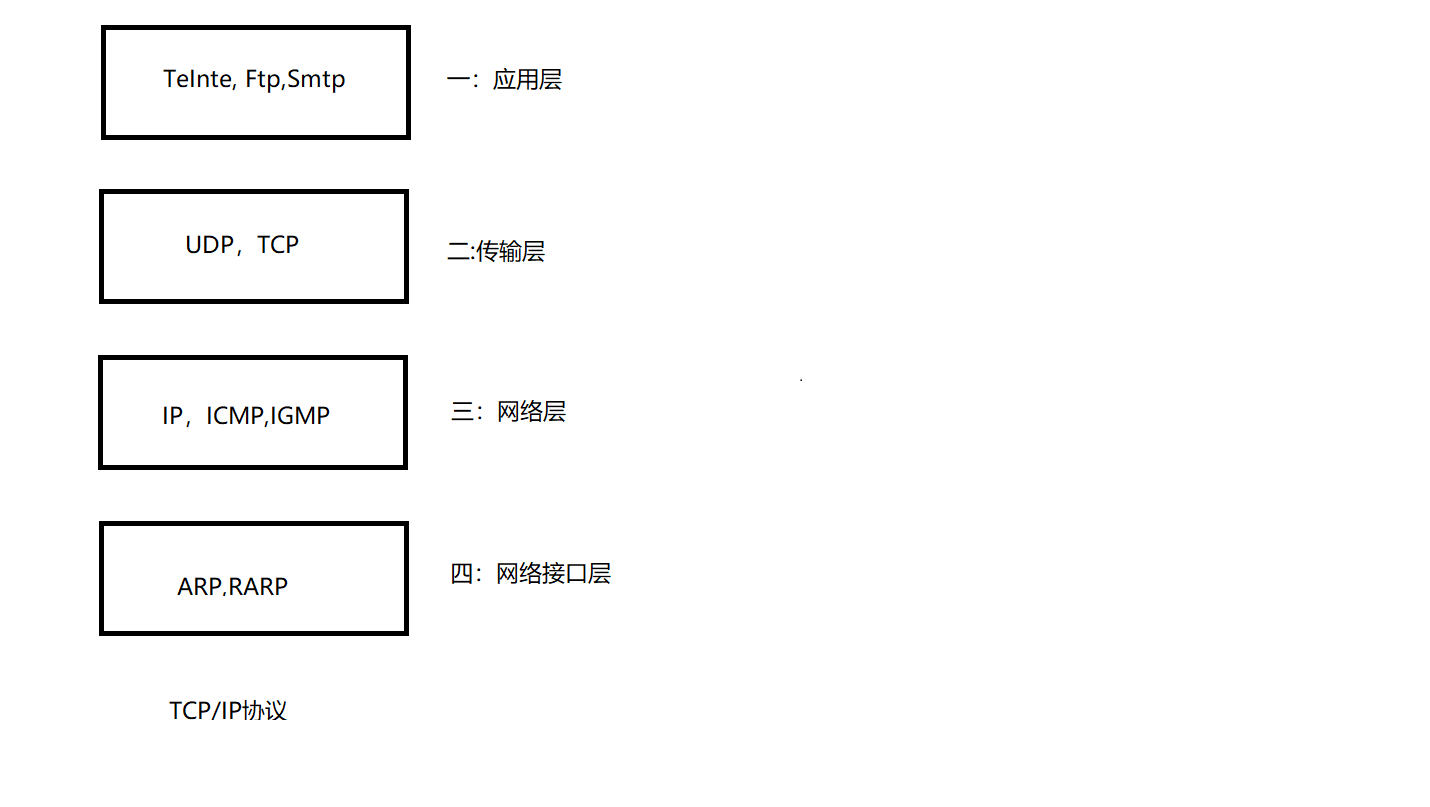 TeInte, Ftp,Smtp
一：应用层
UDP，TCP
二:传输层
IP，ICMP,IGMP
三：网络层
ARP,RARP
四：网络接口层
TCP/IP协议